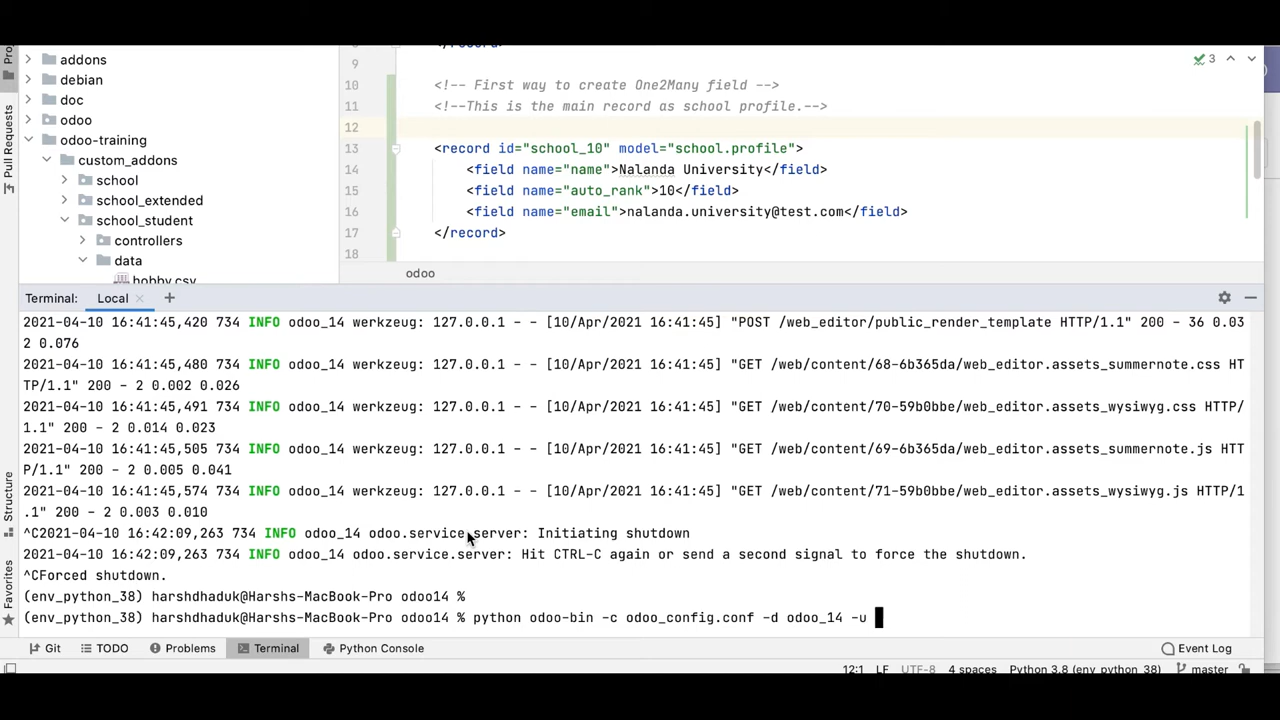 addons
debian
doc
odoo
odoo-training
custom_addons
school
school_extended
school_student
controllers
data
hobby.csv
Pull Requests
Structure
Favorites
9
10
11
12
13
14
15
16
17
18
<!-- First way to create One2Many field -->
<!--This is the main record as school profile.-->
<record id="school_10" model="school.profile">
<field name="name">Nalanda University</field>
<field name="auto_rank">10</field>
<field name="email">nalanda.university@test.com</field>
</record>
3
odoo
Terminal: Local × +
2021-04-10 16:41:45,420 734 INFO odoo_14 werkzeug: 127.0.0.1 - - [10/Apr/2021 16:41:45] "POST /web_editor/public_render_template HTTP/1.1" 200 - 36 0.03
2 0.076
2021-04-10 16:41:45,480 734 INFO odoo_14 werkzeug: 127.0.0.1 - - [10/Apr/2021 16:41:45] "GET /web/content/68-6b365da/web_editor.assets_summernote.css HT
TP/1.1" 200 - 2 0.002 0.026
2021-04-10 16:41:45,491 734 INFO odoo_14 werkzeug: 127.0.0.1 - - [10/Apr/2021 16:41:45] "GET /web/content/70-59b0bbe/web_editor.assets_wysiwyg.css HTTP/
1.1" 200 - 2 0.014 0.023
2021-04-10 16:41:45,505 734 INFO odoo_14 werkzeug: 127.0.0.1 - - [10/Apr/2021 16:41:45] "GET /web/content/69-6b365da/web_editor.assets_summernote.js HTT
P/1.1" 200 - 2 0.005 0.041
2021-04-10 16:41:45,574 734 INFO odoo_14 werkzeug: 127.0.0.1 - - [10/Apr/2021 16:41:45] "GET /web/content/71-59b0bbe/web_editor.assets_wysiwyg.js HTTP/1
.1" 200 - 2 0.003 0.010
^C2021-04-10 16:42:09,263 734 INFO odoo_14 odoo.service.server: Initiating shutdown
2021-04-10 16:42:09,263 734 INFO odoo_14 odoo.service.server: Hit CTRL-C again or send a second signal to force the shutdown.
^CForced shutdown.
(env_python_38) harshdhaduk@Harshs-MacBook-Pro odoo14 %
(env_python_38) harshdhaduk@Harshs-MacBook-Pro odoo14 % python odoo-bin -c odoo_config.conf -d odoo_14 -u
Git TODO Problems Terminal Python Console Event Log
12:1 LF UTF-8 4 spaces Python 3.8 (env_python_38) master